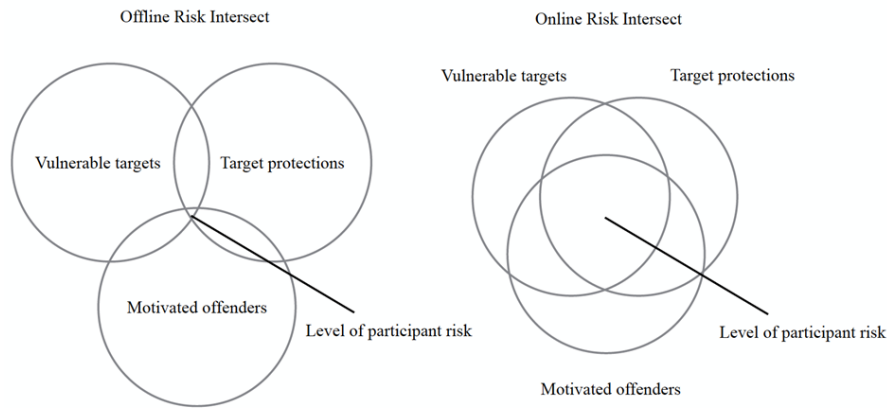 Offline Risk Intersect
Vulnerable targets
Target protections
Motivated offenders
Level of participant risk
Online Risk Intersect
Vulnerable targets
Target protections
Level of participant risk
Motivated offenders